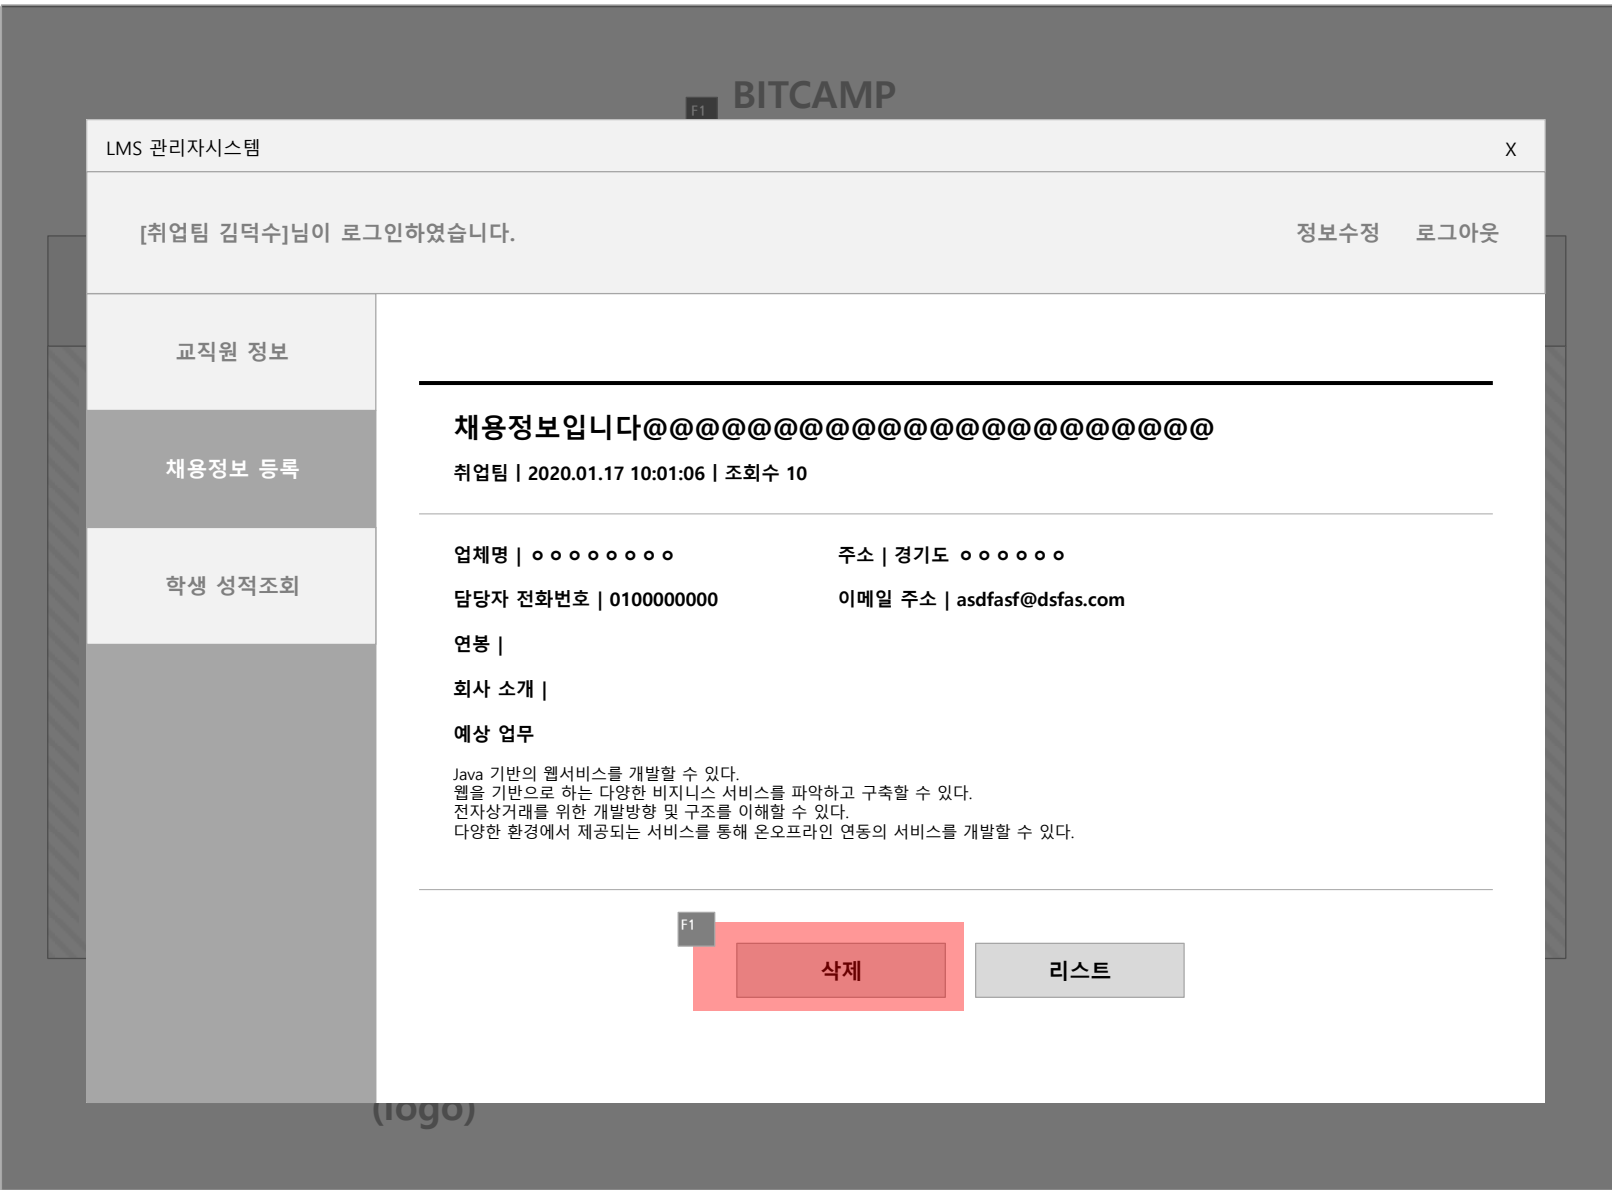 BITCAMP
F1
LMS 관리자시스템
X
[취업팀 김덕수]님이 로그인하였습니다.
정보수정 로그아웃
교직원 정보
채용정보 등록
학생 성적조회
채용정보입니다@@@@@@@@@@@@@@@@@@@@@@
취업팀 | 2020.01.17 10:01:06 | 조회수 10
업체명 | ㅇㅇㅇㅇㅇㅇㅇㅇ
주소 | 경기도 ㅇㅇㅇㅇㅇㅇ
담당자 전화번호 | 0100000000
이메일 주소 | asdfasf@dsfas.com
연봉 |
회사 소개 |
예상 업무
Java 기반의 웹서비스를 개발할 수 있다.
웹을 기반으로 하는 다양한 비지니스 서비스를 파악하고 구축할 수 있다.
전자상거래를 위한 개발방향 및 구조를 이해할 수 있다.
다양한 환경에서 제공되는 서비스를 통해 온오프라인 연동의 서비스를 개발할 수 있다.
F1
삭제
리스트
(logo)